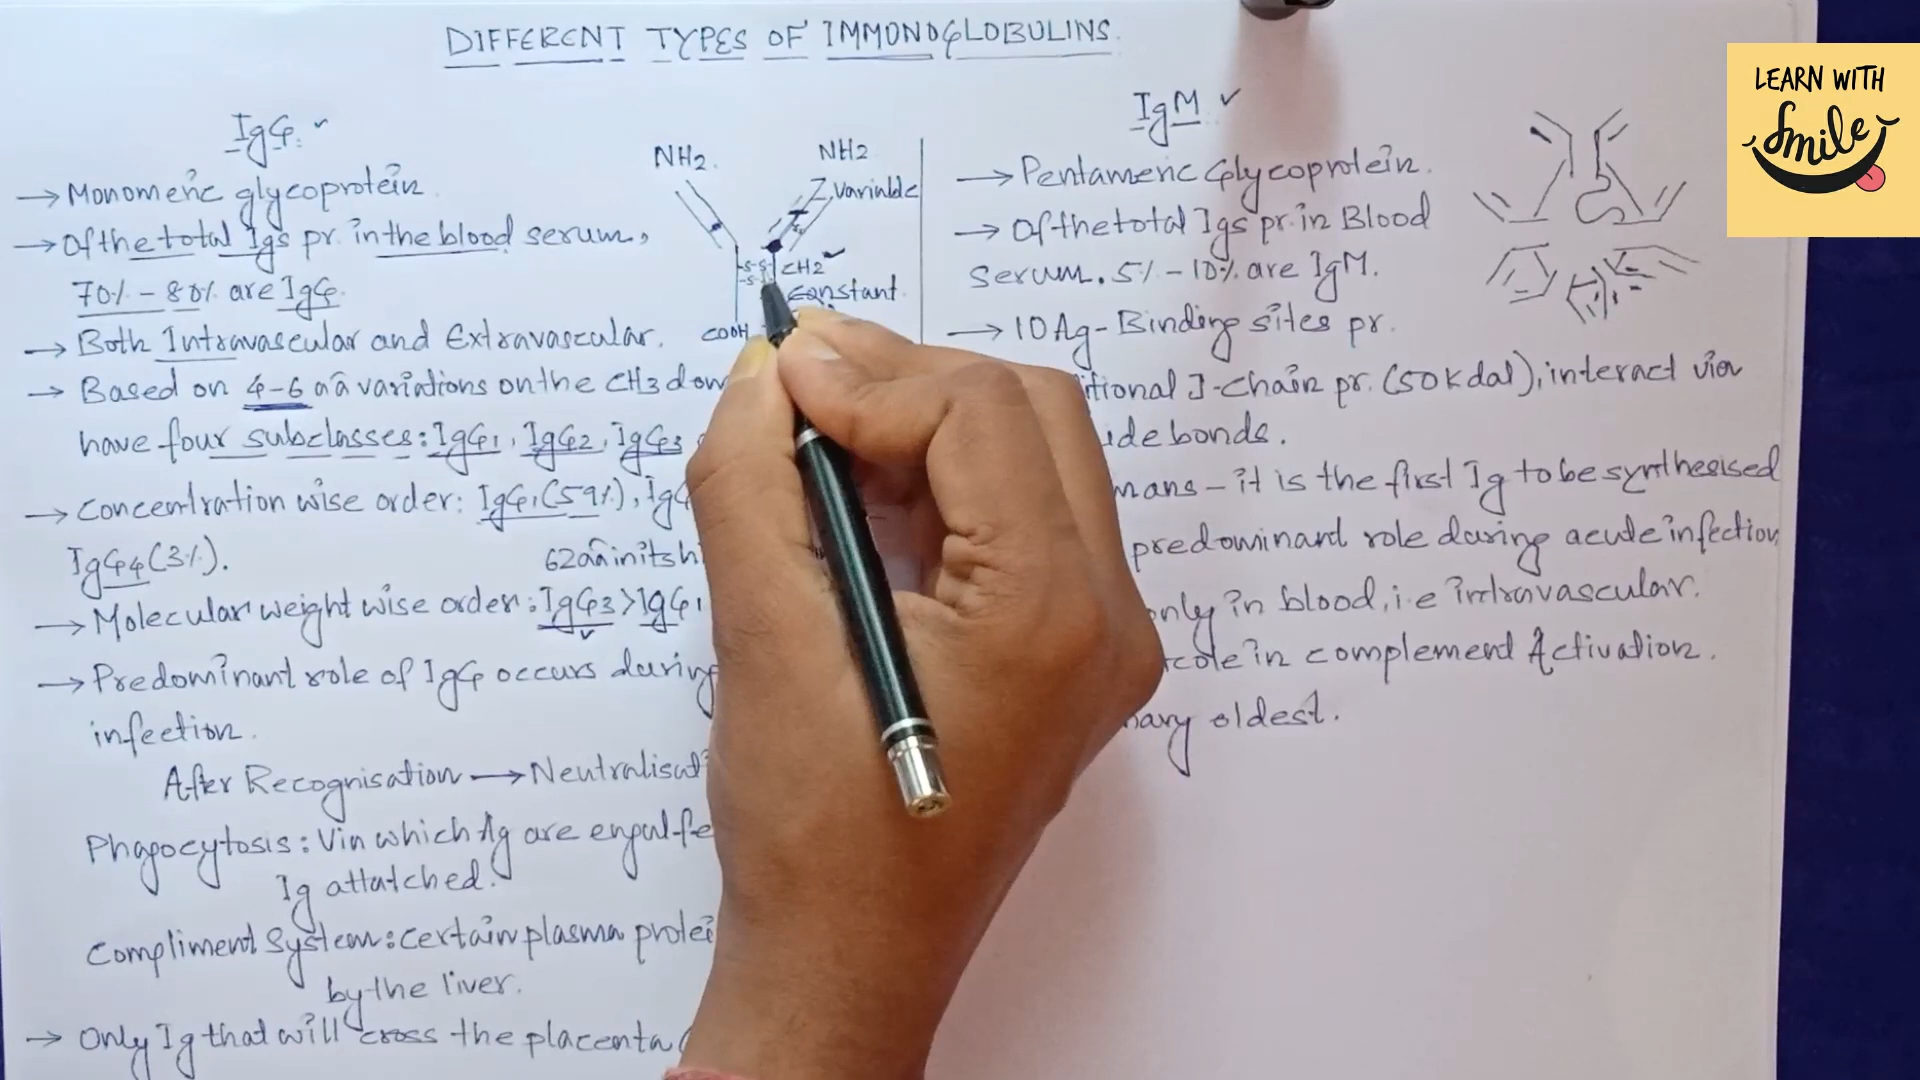 DIFFERENT TYPES OF IMMONOGLOBULINS.
LEARN WITH
Smile
IgG.
→ Monomeric glycoprotein
→ Of the total Igs pr. in the blood serum,
70% - 80% are IgG.
→ Both Intravascular and Extravascular.
→ Based on 4-6 aa variations on the CH3 dom
have four subclasses: IgG1, IgG2, IgG3
→ Concentration wise order: IgG1(59%), IgG
IgG4(3%).
62 aa in its h
→ Molecular weight wise order: IgG3 > IgG1
→ Predominant role of IgG occurs during
infection.
After Recognisation → Neutralisat
Phagocytosis: Via which Ag are engulfe
Ig attatched.
Compliment System: Certain plasma protei
by the liver.
→ Only Ig that will cross the placenta
NH2.
NH2
variable
S-S
-S
CH2
constant.
COOH
IgM
→ Pentameric Glycoprotein.
→ Of the total Igs pr. in Blood
serum. 5% - 10% are IgM.
→ 10 Ag-Binding sites pr.
itional J-Chain pr. (50Kdal), interact via
ide bonds.
mans - it is the first Ig to be synthesised
predominant role during acute infection
only in blood, i.e intravascular.
role in complement Activation.
nary oldest.